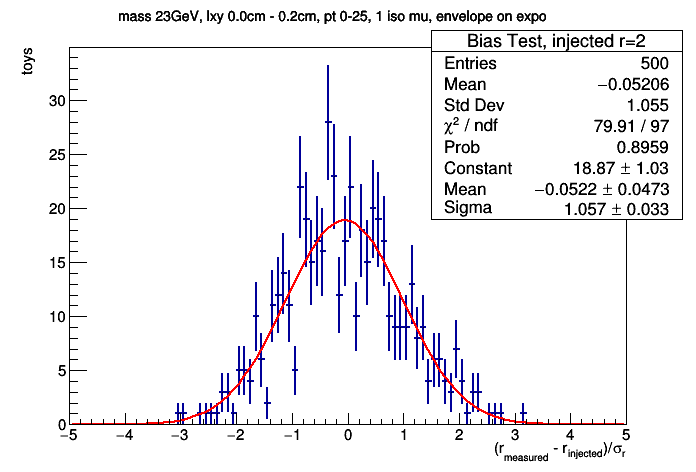 mass 23GeV, lxy 0.0cm - 0.2cm, pt 0-25, 1 iso mu, envelope on expo
Bias Test, injected r=2
Entries 500
Mean −0.05206
Std Dev 1.055
χ² / ndf 79.91 / 97
Prob 0.8959
Constant 18.87 ± 1.03
Mean −0.0522 ± 0.0473
Sigma 1.057 ± 0.033
toys
30
25
20
15
10
5
0
−5 −4 −3 −2 −1 0 1 2 3 4 5
(r_measured - r_injected)/σ_r